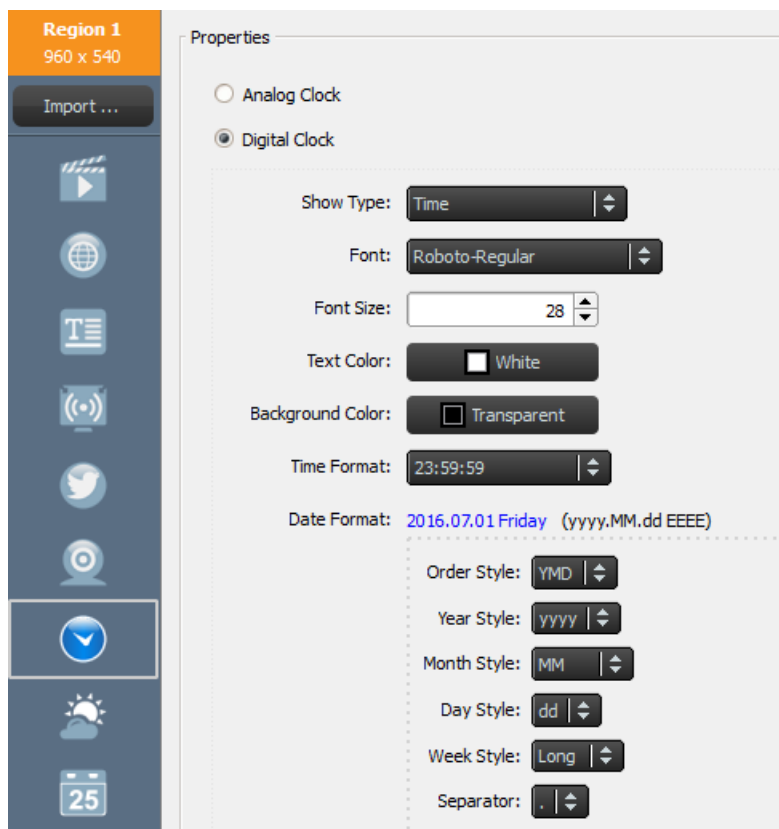 Region 1
960 x 540
Import ...
25
Properties
Analog Clock
Digital Clock
Show Type: Time
Font: Roboto-Regular
Font Size: 28
Text Color: White
Background Color: Transparent
Time Format: 23:59:59
Date Format: 2016.07.01 Friday (yyyy.MM.dd EEEE)
Order Style: YMD
Year Style: yyyy
Month Style: MM
Day Style: dd
Week Style: Long
Separator: .